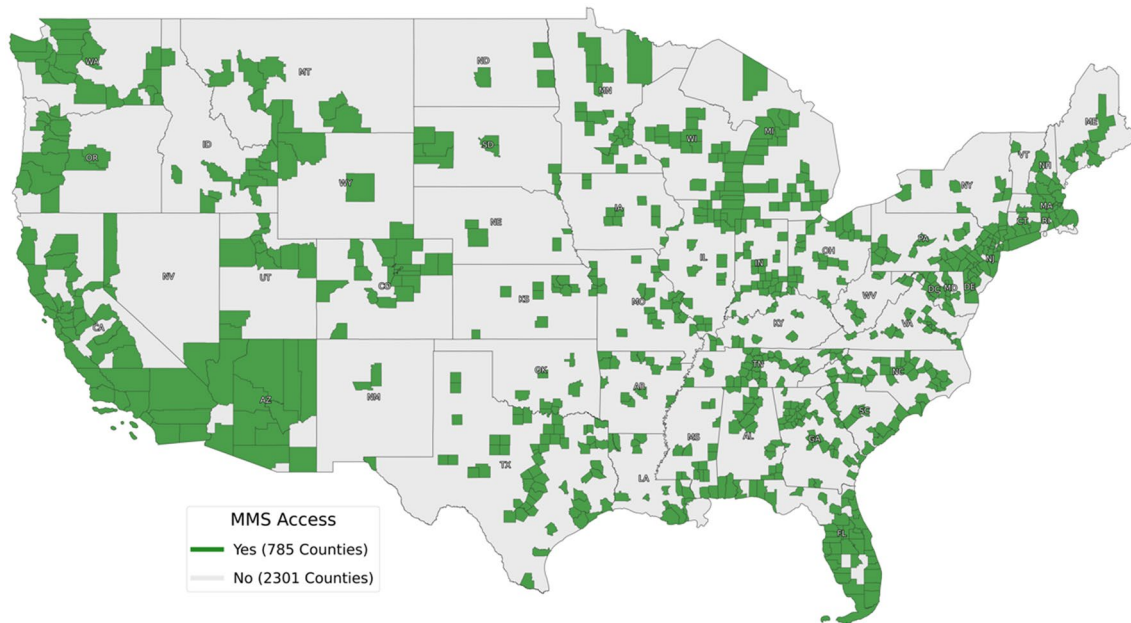 WA
MT
ND
MN
ME
OR
ID
SD
WI
MI
VT
NH
WY
NY
MA
CT
RI
IA
NE
PA
NV
UT
CO
IL
IN
OH
NJ
KS
MO
WV
DC
MD
DE
CA
KY
VA
AZ
NM
OK
AR
TN
NC
SC
MS
AL
GA
TX
LA
FL
MMS Access
Yes (785 Counties)
No (2301 Counties)